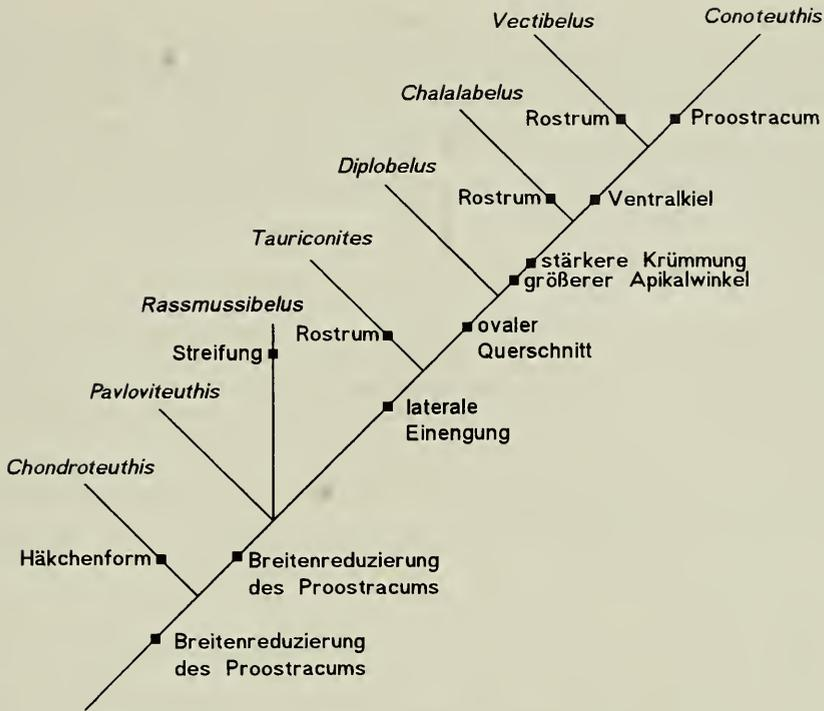 Vectibelus
Conoteuthis
Rostrum
Proostracum
Chalalabelus
Rostrum
Ventralkiel
Diplobelus
stärkere Krümmung
größerer Apikalwinkel
Tauriconites
Rostrum
ovaler
Querschnitt
Rassmussibelus
Streifung
Pavloviteuthis
laterale
Einengung
Chondroteuthis
Häkchenform
Breitenreduzierung
des Proostracums
Breitenreduzierung
des Proostracums